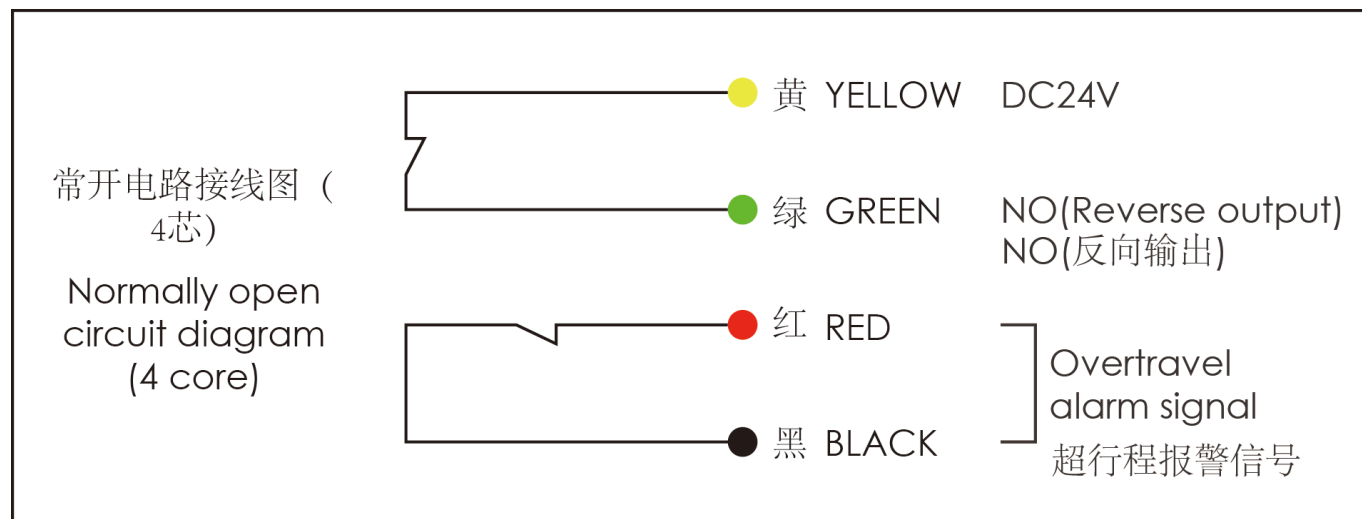 常开电路接线图（
4芯）
Normally open
circuit diagram
(4 core)
黄 YELLOW DC24V
绿 GREEN NO(Reverse output)
NO(反向输出)
红 RED
黑 BLACK
Overtravel
alarm signal
超行程报警信号